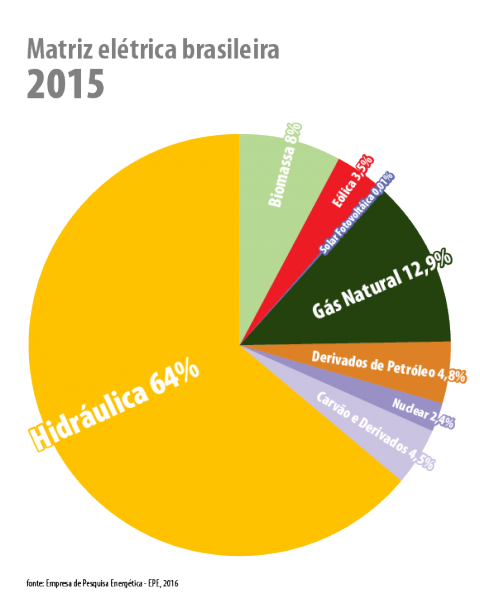 Matriz elétrica brasileira
2015
Biomassa 8%
Eólica 3,5%
Solar Fotovoltáica 0,01%
Gás Natural 12,9%
Derivados de Petróleo 4,8%
Nuclear 2,4%
Carvão e Derivados 4,5%
Hidráulica 64%
fonte: Empresa de Pesquisa Energética - EPE, 2016